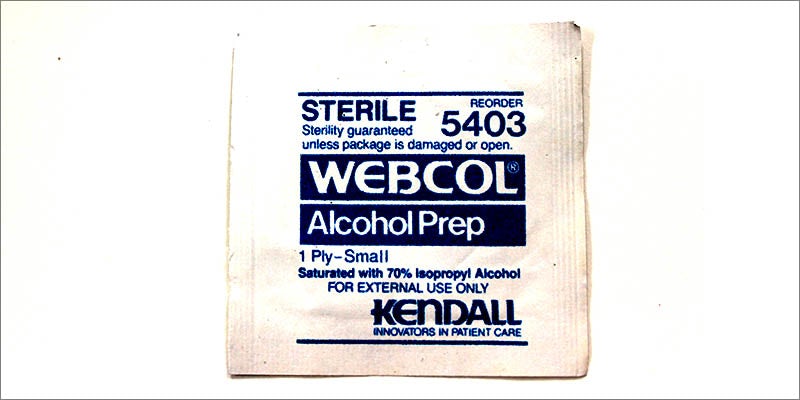 STERILE
REORDER
5403
Sterility guaranteed
unless package is damaged or open.
WEBCOL®
Alcohol Prep
1 Ply-Small
Saturated with 70% Isopropyl Alcohol
FOR EXTERNAL USE ONLY
KENDALL
INNOVATORS IN PATIENT CARE